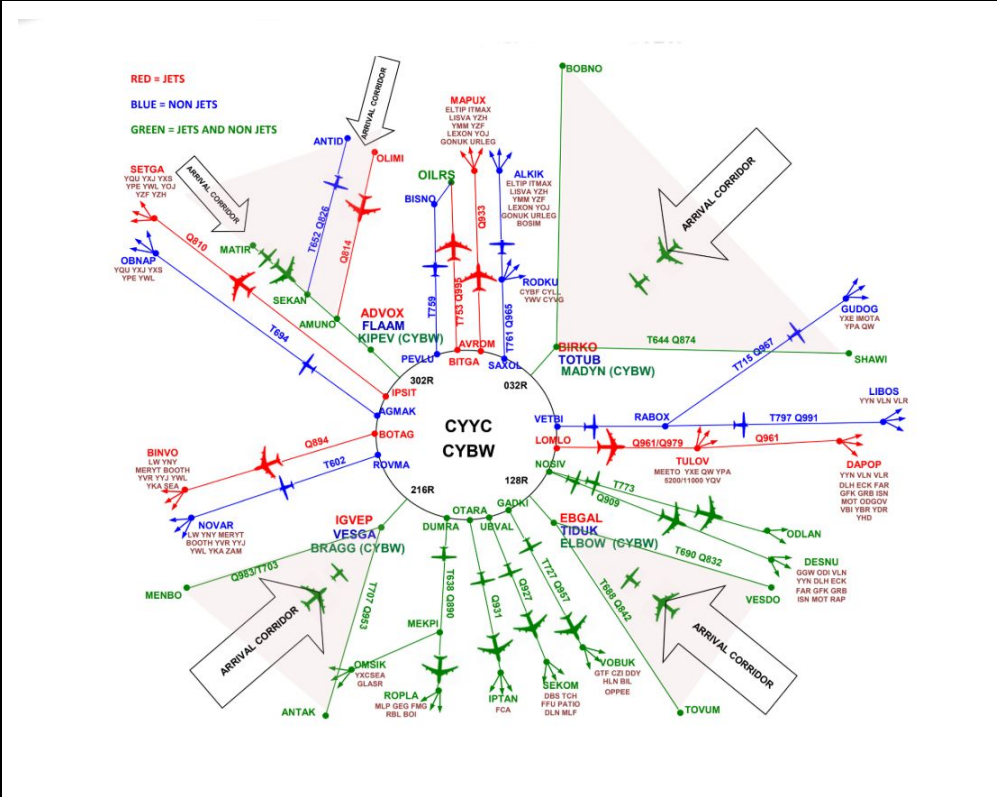 RED = JETS
BLUE = NON JETS
GREEN = JETS AND NON JETS
ARRIVAL CORRIDOR
ANTID
OLIMI
T652 Q826
Q814
ARRIVAL CORRIDOR
MATIR
SEKAN
AMUNO
SETGA
YQU YXJ YXS
YPE YWL YOJ
YZF YZH
Q810
OBNAP
YQU YXJ YXS
YPE YWL
T694
ADVOX
FLAAM
KIPEV (CYBW)
302R
MAPUX
ELTIP ITMAX
LISVA YZH
YMM YZF
LEXON YOJ
GONUK URLEG
OILRS
BISNO
T759
T753 Q995
Q933
ALKIK
ELTIP ITMAX
LISVA YZH
YMM YZF
LEXON YOJ
GONUK URLEG
BOSIM
RODKU
CYBF CYLL
YWV CYVG
T761 Q965
PEVLU
BITGA
AVROM
SAXOL
BOBNO
ARRIVAL CORRIDOR
BIRKO
TOTUB
MADYN (CYBW)
032R
T644 Q874
SHAWI
GUDOG
YXE IMOTA
YPA QW
T715 Q967
LIBOS
YYN VLN VLR
VETBI
RABOX
T797 Q991
LOMLO
Q961/Q979
Q961
TULOV
MEETO YXE QW YPA
5200/11000 YQV
DAPOP
YYN VLN VLR
DLH ECK FAR
GFK GRB ISN
MOT ODGOV
VBI YBR YDR
YHD
IPSIT
AGMAK
BOTAG
ROVMA
CYYC
CYBW
BINVO
LW YNY
MERYT BOOTH
YVR YYJ YWL
YKA SEA
Q894
T602
NOVAR
LW YNY MERYT
BOOTH YVR YYJ
YWL YKA ZAM
216R
128R
NOSIV
T773
Q909
ODLAN
DESNU
GGW ODI VLN
YYN DLH ECK
FAR GFK GRB
ISN MOT RAP
IGVEP
VESGA
BRAGG (CYBW)
MENBO
Q983/T703
T707 Q953
ARRIVAL CORRIDOR
ANTAK
DUMRA
OTARA
UBVAL
GADKI
T638 Q890
MEKPI
OMSIK
YXCSEA
GLASR
ROPLA
MLP GEG FMG
RBL BOI
Q931
IPTAN
FCA
Q927
SEKOM
DBS TCH
FFU PATIO
DLN MLF
T727 Q957
VOBUK
GTF CZI DDY
HLN BIL
OPPEE
EBGAL
TIDUK
ELBOW (CYBW)
T690 Q832
VESDO
T688 Q842
ARRIVAL CORRIDOR
TOVUM